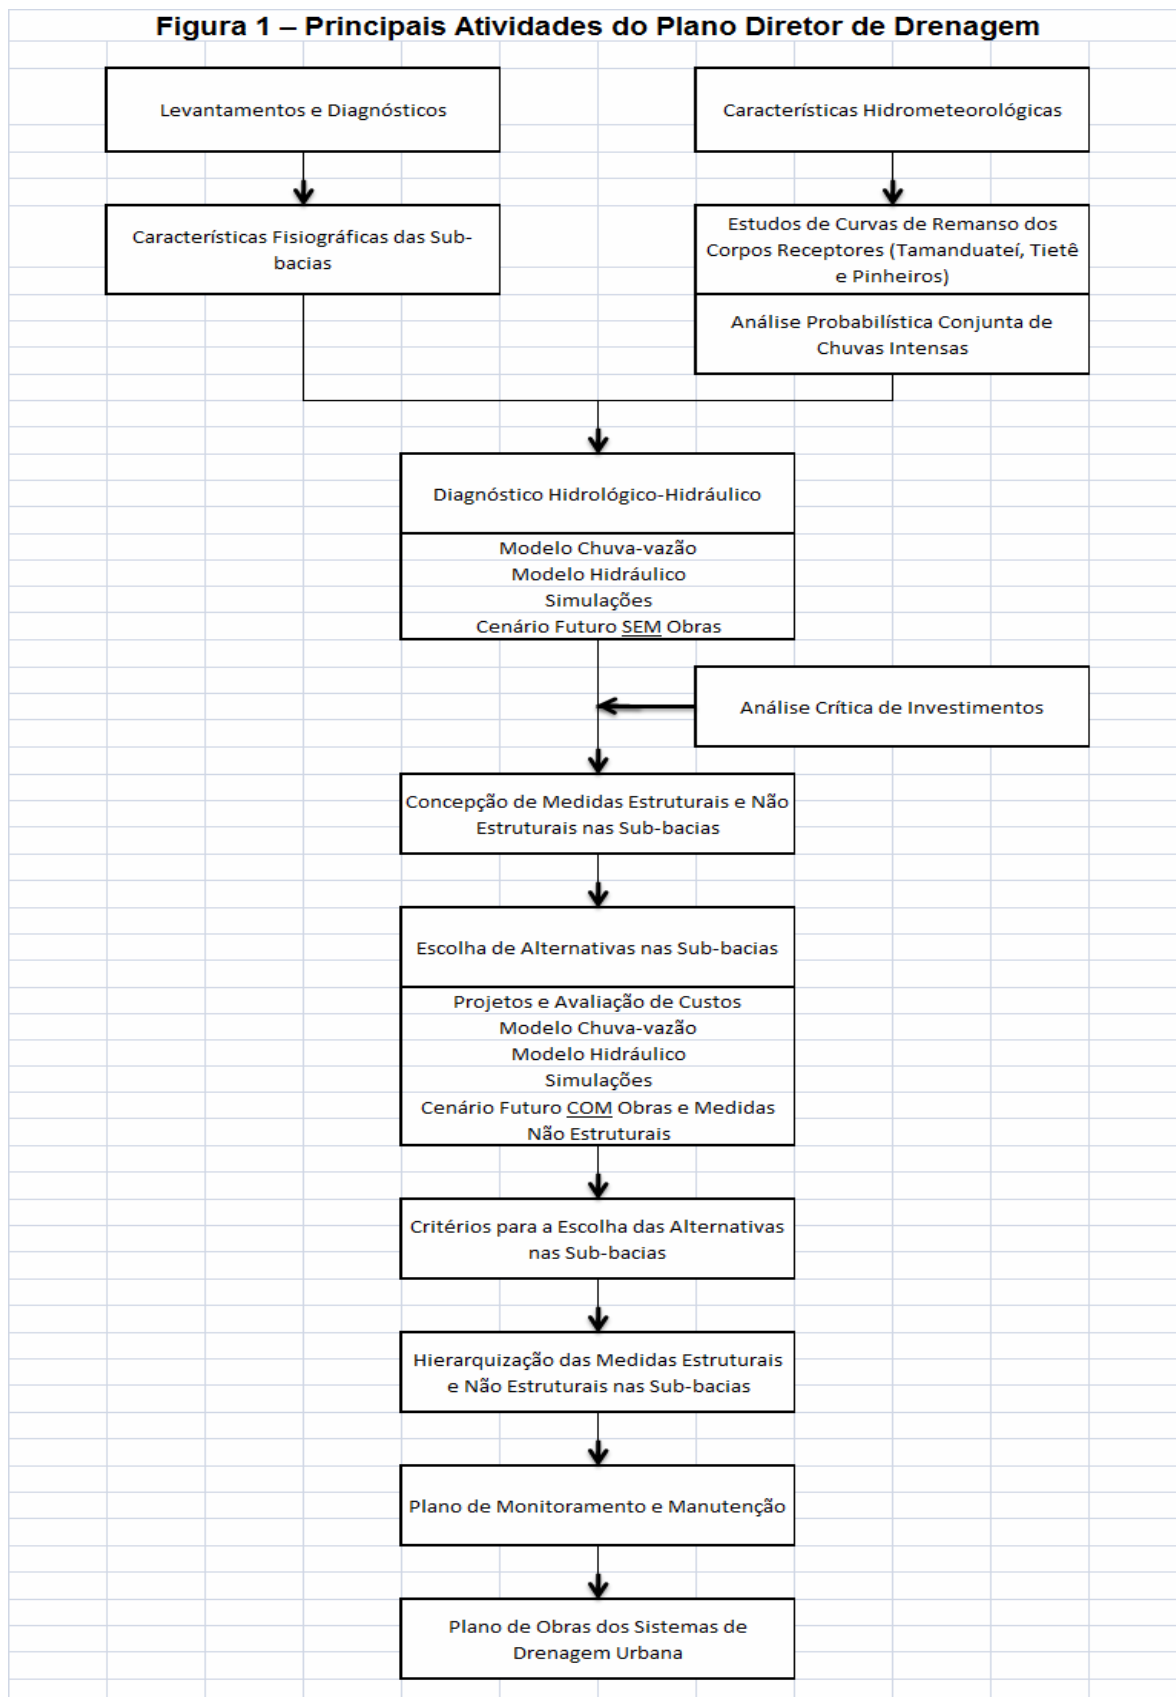 Figura 1 – Principais Atividades do Plano Diretor de Drenagem
Levantamentos e Diagnósticos
Características Hidrometeorológicas
Características Fisiográficas das Sub-
bacias
Estudos de Curvas de Remanso dos
Corpos Receptores (Tamanduateí, Tietê
e Pinheiros)
Análise Probabilística Conjunta de
Chuvas Intensas
Diagnóstico Hidrológico-Hidráulico
Modelo Chuva-vazão
Modelo Hidráulico
Simulações
Cenário Futuro SEM Obras
Análise Crítica de Investimentos
Concepção de Medidas Estruturais e Não
Estruturais nas Sub-bacias
Escolha de Alternativas nas Sub-bacias
Projetos e Avaliação de Custos
Modelo Chuva-vazão
Modelo Hidráulico
Simulações
Cenário Futuro COM Obras e Medidas
Não Estruturais
Critérios para a Escolha das Alternativas
nas Sub-bacias
Hierarquização das Medidas Estruturais
e Não Estruturais nas Sub-bacias
Plano de Monitoramento e Manutenção
Plano de Obras dos Sistemas de
Drenagem Urbana